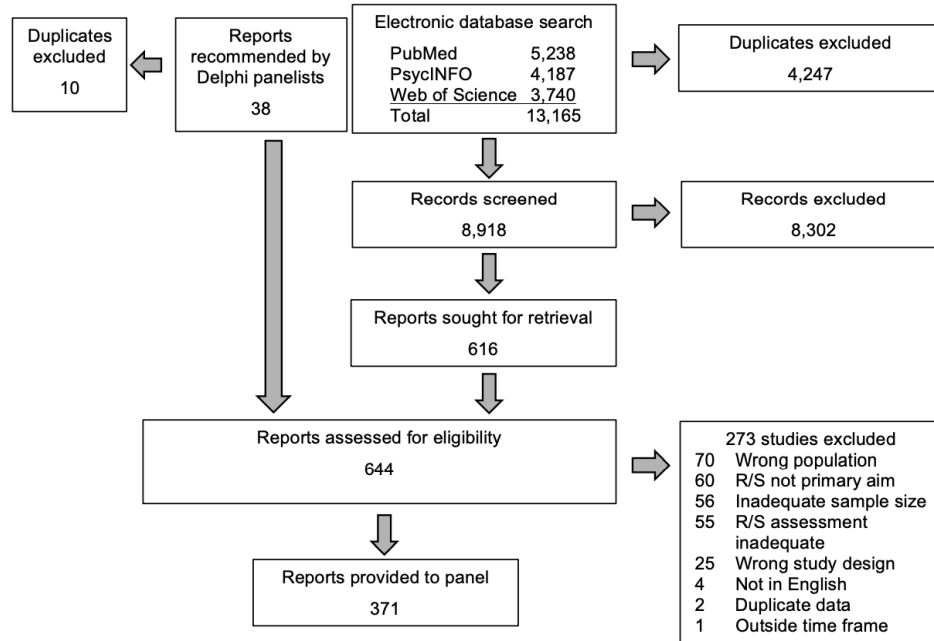 Duplicates
excluded
10
Reports
recommended by
Delphi panelists
38
Electronic database search
PubMed 5,238
PsycINFO 4,187
Web of Science 3,740
Total 13,165
Duplicates excluded
4,247
Records screened
8,918
Records excluded
8,302
Reports sought for retrieval
616
Reports assessed for eligibility
644
273 studies excluded
70 Wrong population
60 R/S not primary aim
56 Inadequate sample size
55 R/S assessment
inadequate
25 Wrong study design
4 Not in English
2 Duplicate data
1 Outside time frame
Reports provided to panel
371